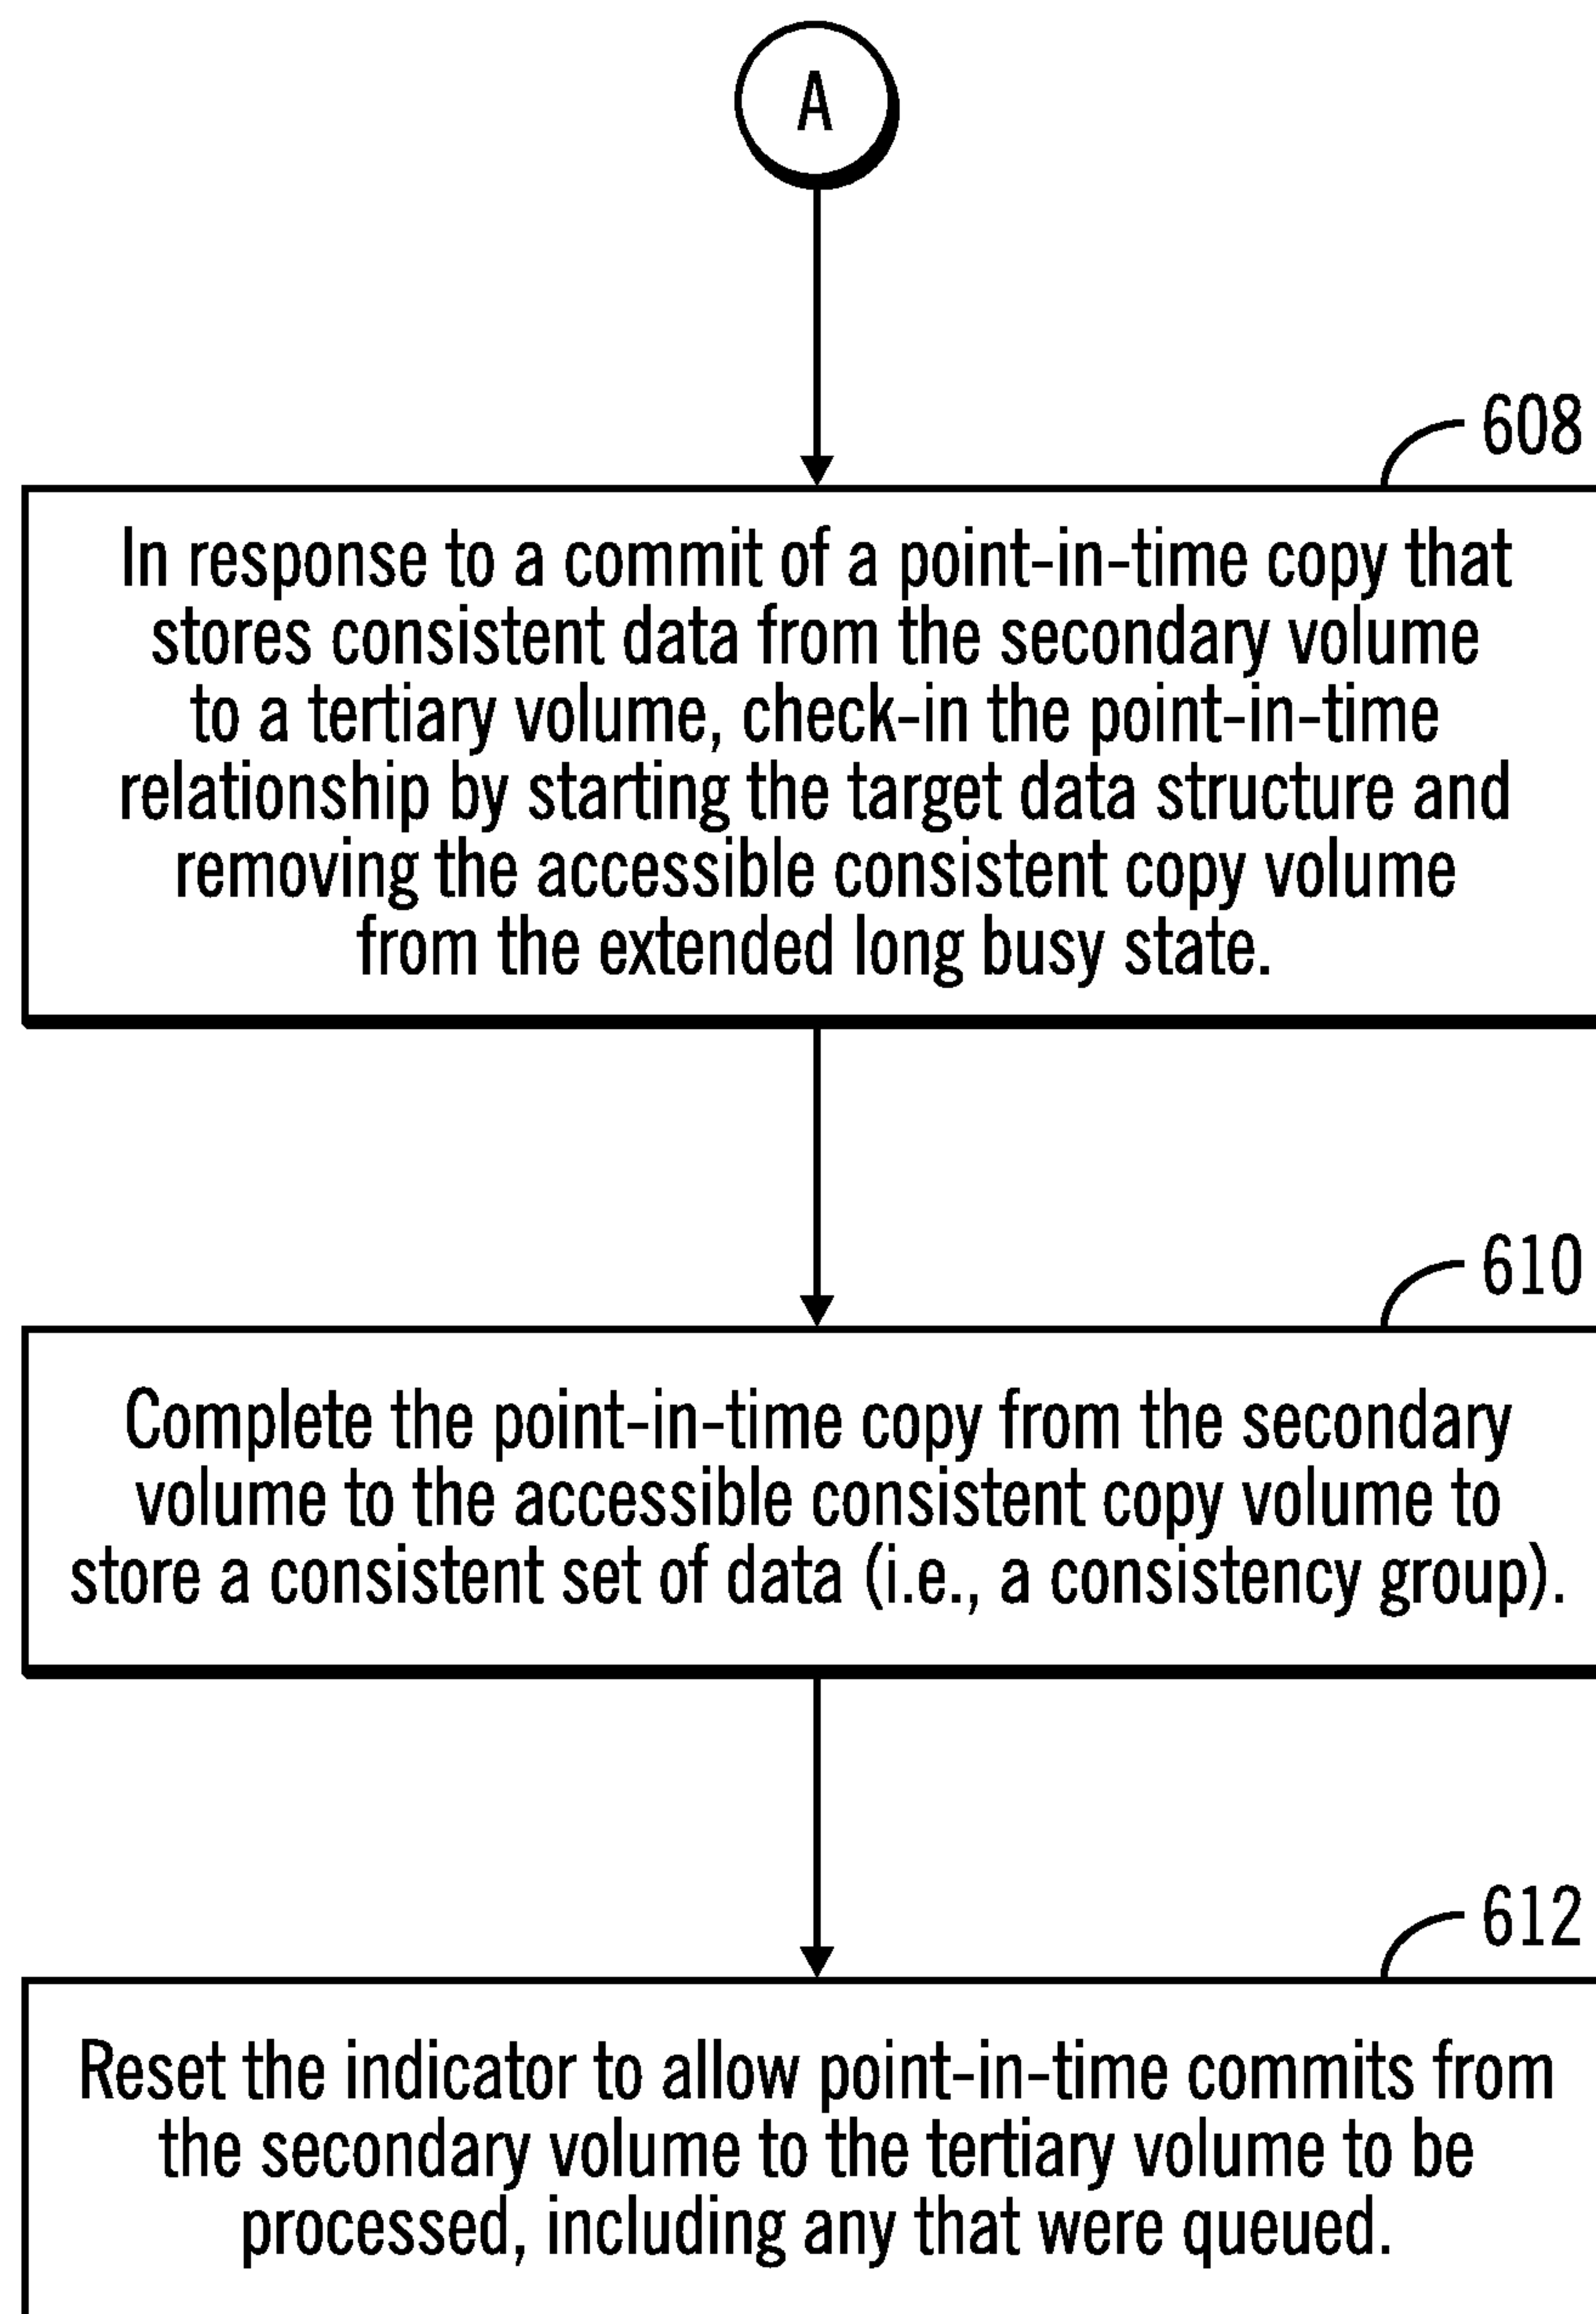 A
608
In response to a commit of a point-in-time copy that
stores consistent data from the secondary volume
to a tertiary volume, check-in the point-in-time
relationship by starting the target data structure and
removing the accessible consistent copy volume
from the extended long busy state.
610
Complete the point-in-time copy from the secondary
volume to the accessible consistent copy volume to
store a consistent set of data (i.e., a consistency group).
612
Reset the indicator to allow point-in-time commits from
the secondary volume to the tertiary volume to be
processed, including any that were queued.